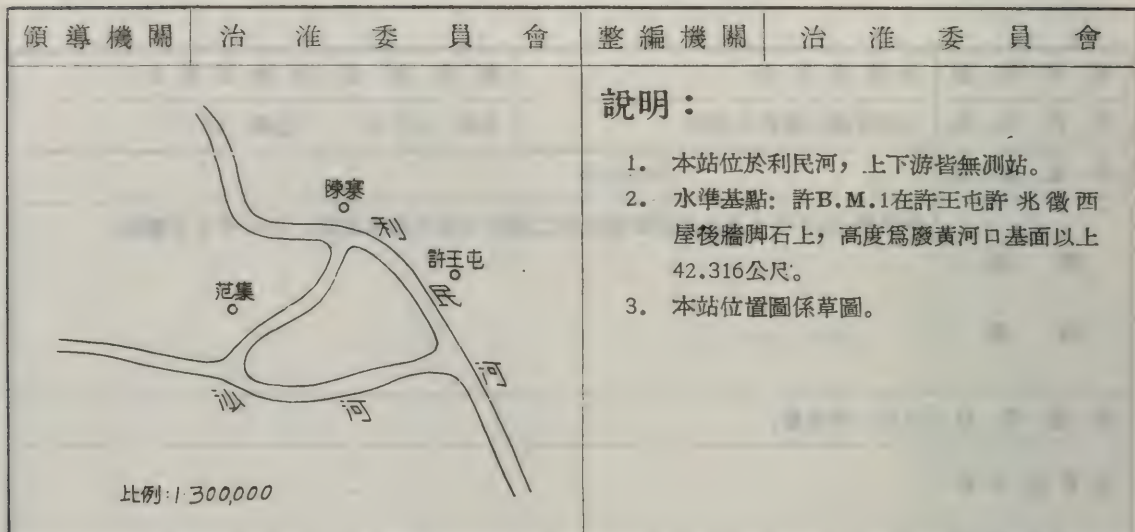 領導機關 治淮委員會 整編機關 治淮委員會
陳寨
利民河
許王屯
范集
比例:1:300,000
說明：
1. 本站位於利民河，上下游皆無測站。
2. 水準基點: 許B.M.1在許王屯許兆徵西
屋後牆脚石上，高度爲廢黃河口基面以上
42.316公尺。
3. 本站位置圖係草圖。